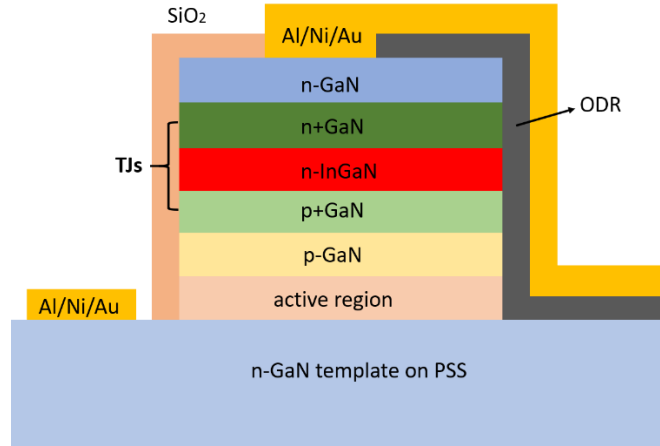 SiO₂
Al/Ni/Au
n-GaN
n+GaN
ODR
TJs
n-InGaN
p+GaN
p-GaN
Al/Ni/Au
active region
n-GaN template on PSS